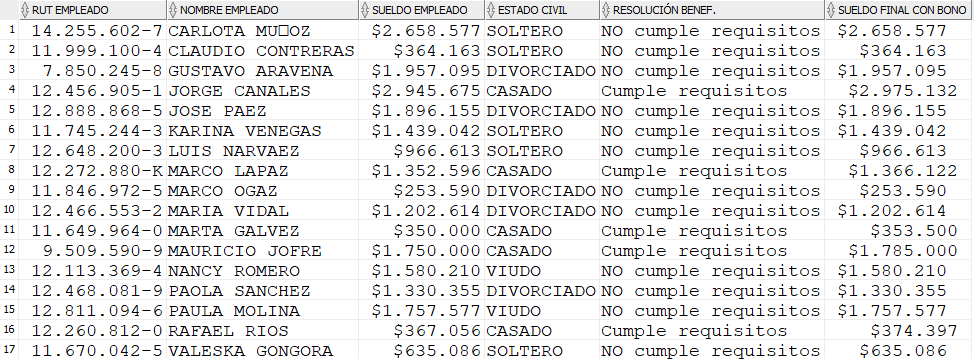 RUT EMPLEADO NOMBRE EMPLEADO SUELDO EMPLEADO ESTADO CIVIL RESOLUCIÓN BENEF. SUELDO FINAL CON BONO
1 14.255.602-7 CARLOTA MU□OZ $2.658.577 SOLTERO NO cumple requisitos $2.658.577
2 11.999.100-4 CLAUDIO CONTRERAS $364.163 SOLTERO NO cumple requisitos $364.163
3 7.850.245-8 GUSTAVO ARAVENA $1.957.095 DIVORCIADO NO cumple requisitos $1.957.095
4 12.456.905-1 JORGE CANALES $2.945.675 CASADO Cumple requisitos $2.975.132
5 12.888.868-5 JOSE PAEZ $1.896.155 DIVORCIADO NO cumple requisitos $1.896.155
6 11.745.244-3 KARINA VENEGAS $1.439.042 SOLTERO NO cumple requisitos $1.439.042
7 12.648.200-3 LUIS NARVAEZ $966.613 SOLTERO NO cumple requisitos $966.613
8 12.272.880-K MARCO LAPAZ $1.352.596 CASADO Cumple requisitos $1.366.122
9 11.846.972-5 MARCO OGAZ $253.590 DIVORCIADO NO cumple requisitos $253.590
10 12.466.553-2 MARIA VIDAL $1.202.614 DIVORCIADO NO cumple requisitos $1.202.614
11 11.649.964-0 MARTA GALVEZ $350.000 CASADO Cumple requisitos $353.500
12 9.509.590-9 MAURICIO JOFRE $1.750.000 CASADO Cumple requisitos $1.785.000
13 12.113.369-4 NANCY ROMERO $1.580.210 VIUDO NO cumple requisitos $1.580.210
14 12.468.081-9 PAOLA SANCHEZ $1.330.355 DIVORCIADO NO cumple requisitos $1.330.355
15 12.811.094-6 PAULA MOLINA $1.757.577 VIUDO NO cumple requisitos $1.757.577
16 12.260.812-0 RAFAEL RIOS $367.056 CASADO Cumple requisitos $374.397
17 11.670.042-5 VALESKA GONGORA $635.086 SOLTERO NO cumple requisitos $635.086